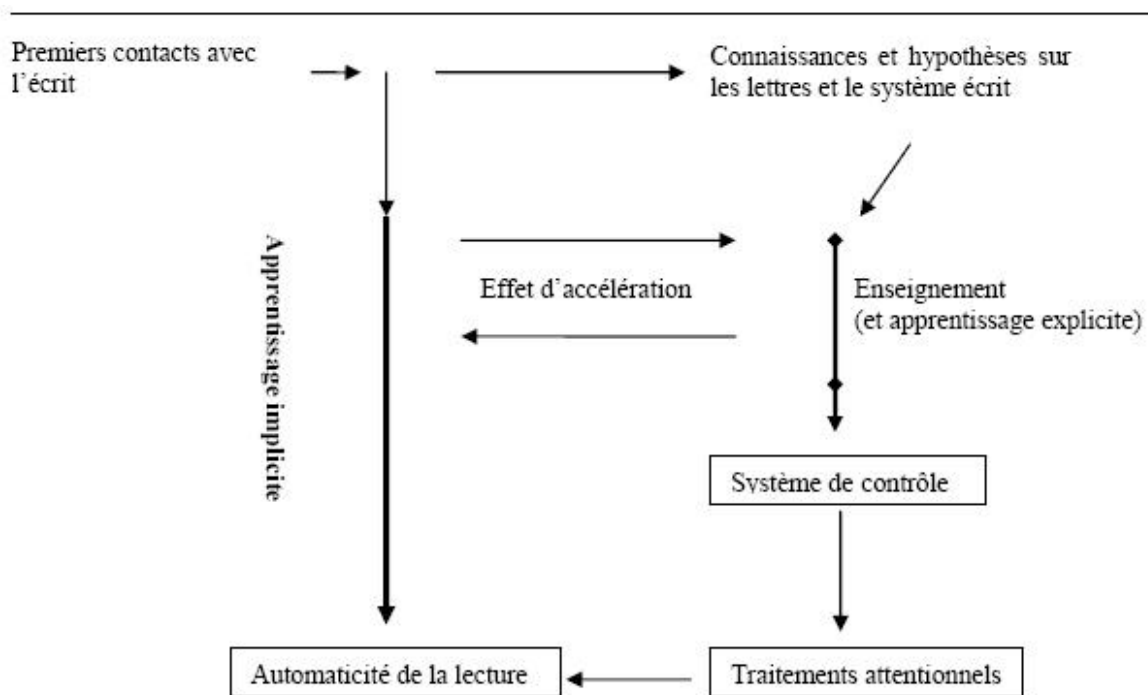 Premiers contacts avec
l'écrit
Connaissances et hypothèses sur
les lettres et le système écrit
Apprentissage implicite
Effet d'accélération
Enseignement
(et apprentissage explicite)
Système de contrôle
Automaticité de la lecture
Traitements attentionnels